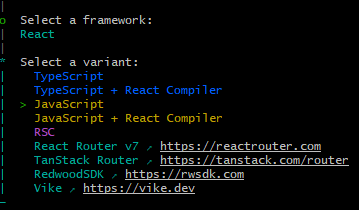 Select a framework:
React
Select a variant:
TypeScript
TypeScript + React Compiler
> JavaScript
JavaScript + React Compiler
RSC
React Router v7 ↗ https://reactrouter.com
TanStack Router ↗ https://tanstack.com/router
RedwoodSDK ↗ https://rwsdk.com
Vike ↗ https://vike.dev